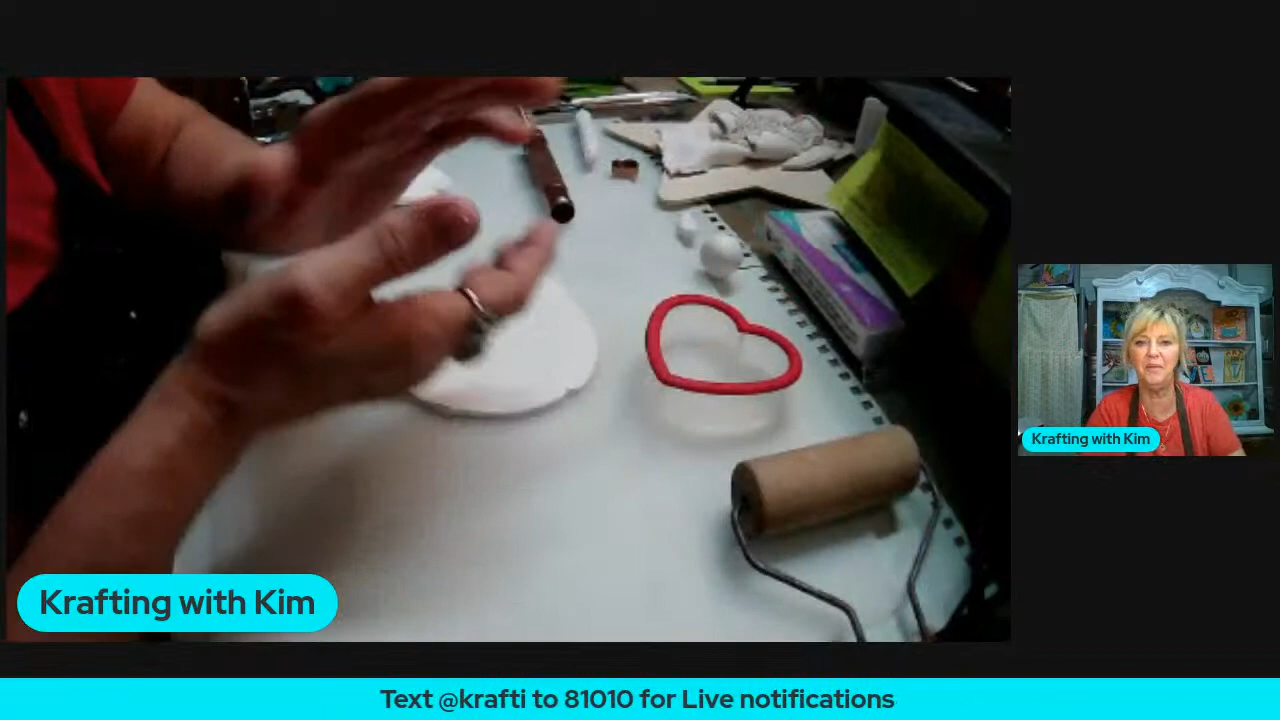 Krafting with Kim
Krafting with Kim
Text @krafti to 81010 for Live notifications